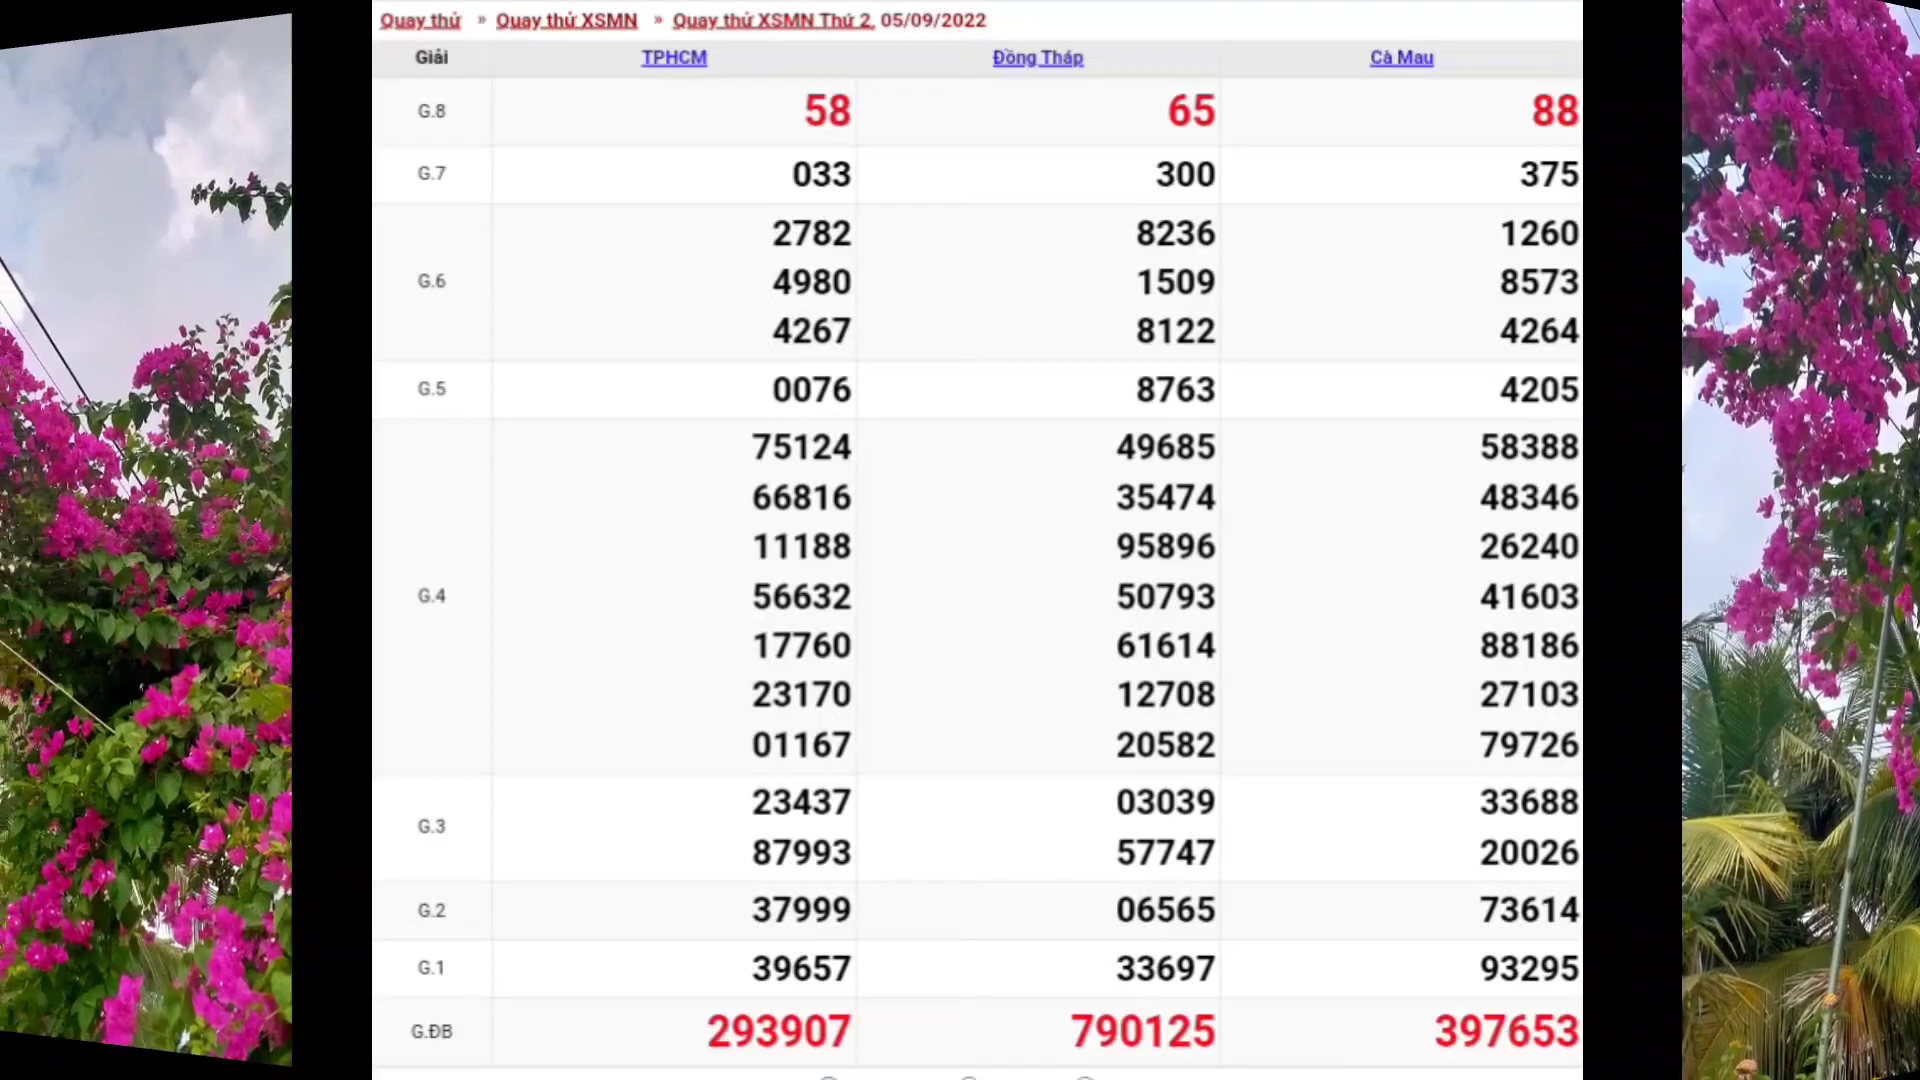 Quay thử » Quay thử XSMN » Quay thử XSMN Thứ 2, 05/09/2022
Giải TPHCM Đồng Tháp Cà Mau
G.8 58 65 88
G.7 033 300 375
2782 8236 1260
G.6 4980 1509 8573
4267 8122 4264
G.5 0076 8763 4205
75124 49685 58388
66816 35474 48346
11188 95896 26240
G.4 56632 50793 41603
17760 61614 88186
23170 12708 27103
01167 20582 79726
G.3 23437 03039 33688
87993 57747 20026
G.2 37999 06565 73614
G.1 39657 33697 93295
G.ĐB 293907 790125 397653